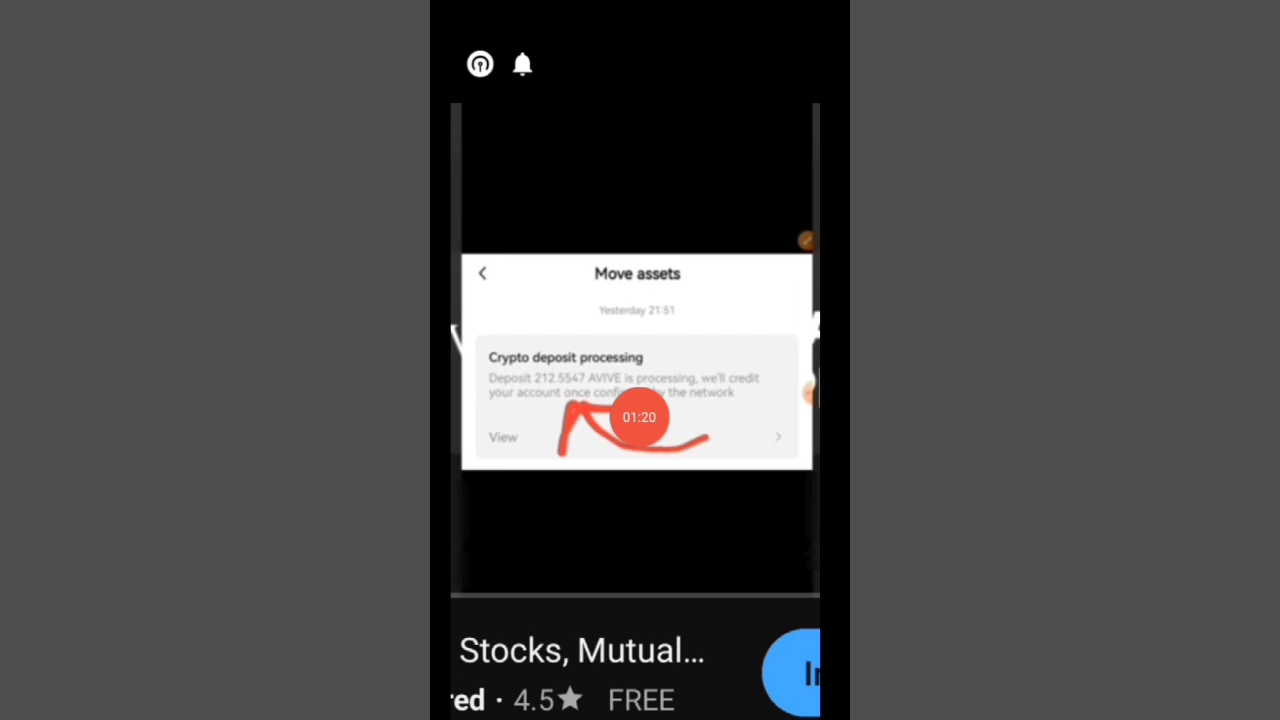 Move assets
Yesterday 21:51
Crypto deposit processing
Deposit 212.5547 AVIVE is processing, we'll credit
your account once by the network
01:20
View
Stocks, Mutual...
4.5★ FREE